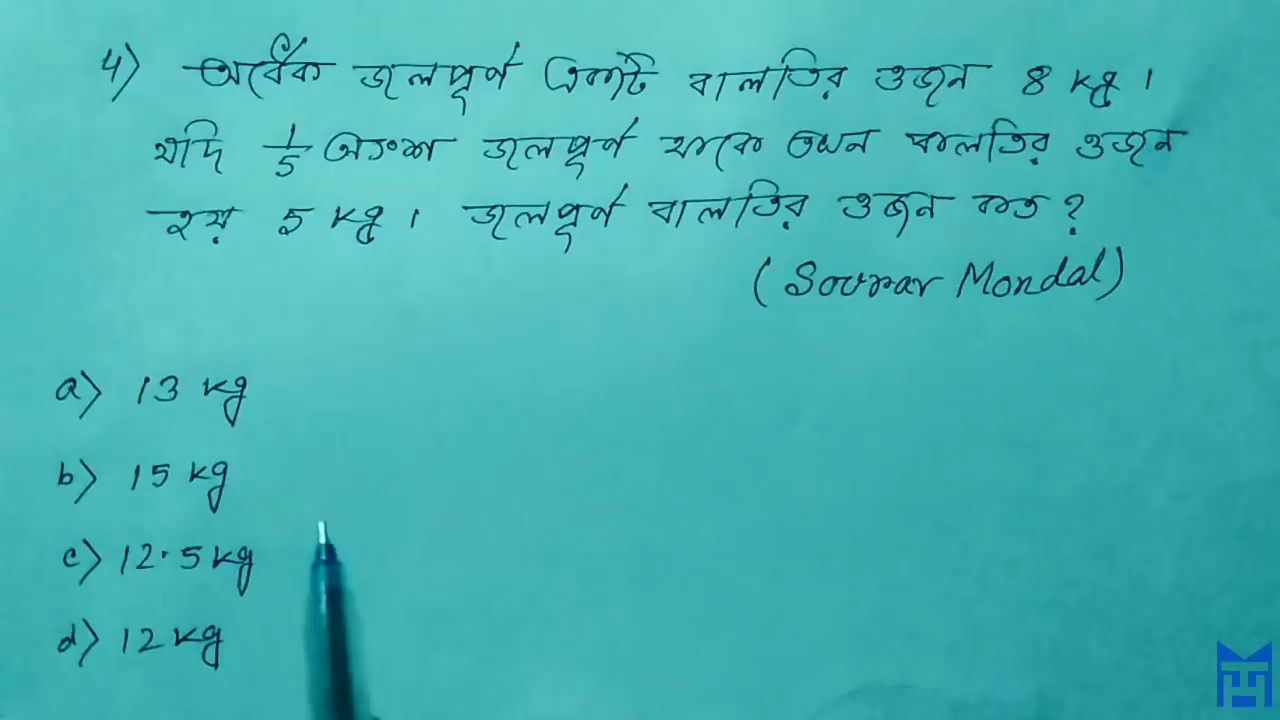 4) অর্ধেক জলপূর্ণ একটি বালতির ওজন 8 kg ।
যদি 1/5 অংশ জলপূর্ণ থাকে তখন বালতির ওজন
হয় 5 kg । জলপূর্ণ বালতির ওজন কত ?
(Sourav Mondal)
a) 13 kg
b) 15 kg
c) 12.5 kg
d) 12 kg